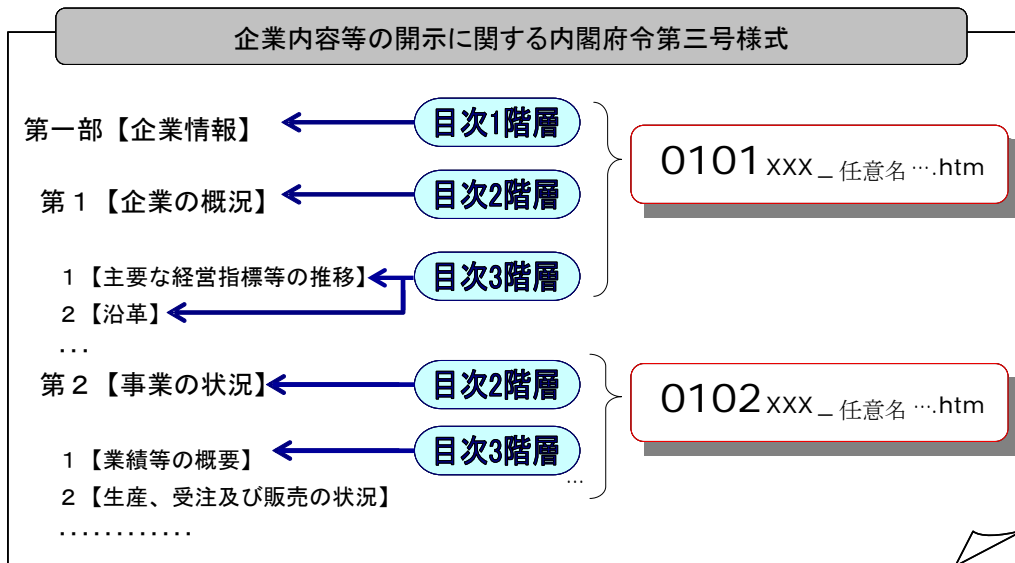 企業内容等の開示に関する内閣府令第三号様式
第一部【企業情報】
目次1階層
第1【企業の概況】
目次2階層
1【主要な経営指標等の推移】
目次3階層
2【沿革】
...
0101XXX_任意名….htm
第2【事業の状況】
目次2階層
1【業績等の概要】
目次3階層
…
2【生産、受注及び販売の状況】
............
0102XXX_任意名….htm